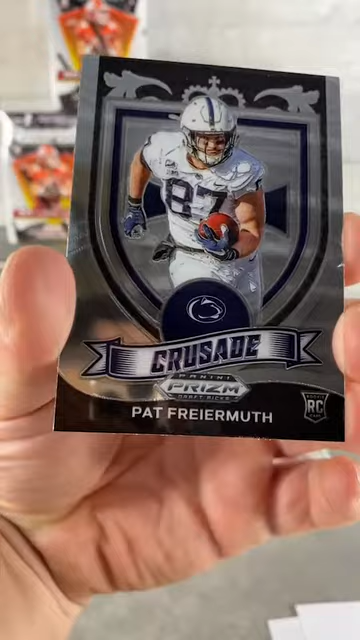 87
CRUSADE
PANINI
PRIZM
DRAFT PICKS
PAT FREIERMUTH
ROOKIE
RC